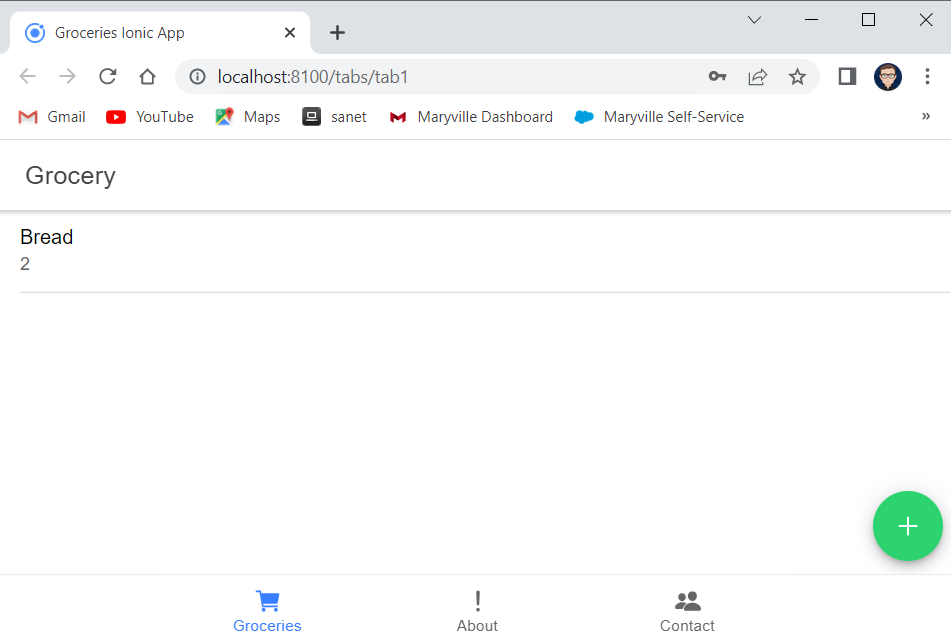 Groceries Ionic App
localhost:8100/tabs/tab1
Gmail YouTube Maps sanet Maryville Dashboard Maryville Self-Service »
Grocery
Bread
2
Groceries About Contact